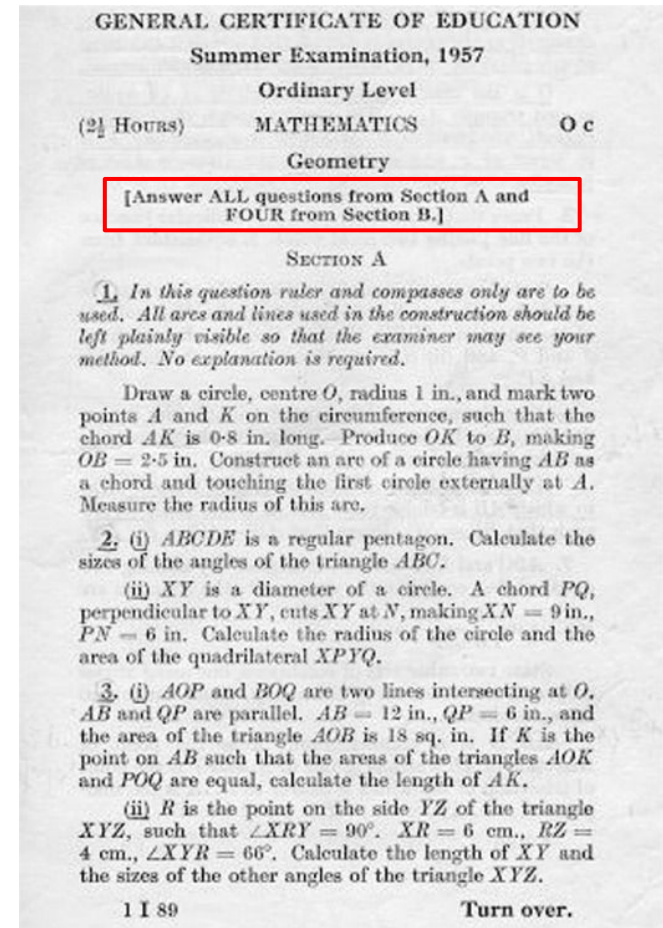 GENERAL CERTIFICATE OF EDUCATION
Summer Examination, 1957
Ordinary Level
(2½ HOURS) MATHEMATICS O c
Geometry
[Answer ALL questions from Section A and
FOUR from Section B.]
SECTION A
1. In this question ruler and compasses only are to be
used. All arcs and lines used in the construction should be
left plainly visible so that the examiner may see your
method. No explanation is required.
Draw a circle, centre O, radius 1 in., and mark two
points A and K on the circumference, such that the
chord AK is 0·8 in. long. Produce OK to B, making
OB = 2·5 in. Construct an arc of a circle having AB as
a chord and touching the first circle externally at A.
Measure the radius of this arc.
2. (i) ABCDE is a regular pentagon. Calculate the
sizes of the angles of the triangle ABC.
(ii) XY is a diameter of a circle. A chord PQ,
perpendicular to XY, cuts XY at N, making XN = 9 in.,
PN = 6 in. Calculate the radius of the circle and the
area of the quadrilateral XPYQ.
3. (i) AOP and BOQ are two lines intersecting at O.
AB and QP are parallel. AB = 12 in., QP = 6 in., and
the area of the triangle AOB is 18 sq. in. If K is the
point on AB such that the areas of the triangles AOK
and POQ are equal, calculate the length of AK.
(ii) R is the point on the side YZ of the triangle
XYZ, such that ∠XRY = 90°. XR = 6 cm., RZ =
4 cm., ∠XYR = 66°. Calculate the length of XY and
the sizes of the other angles of the triangle XYZ.
1 I 89 Turn over.